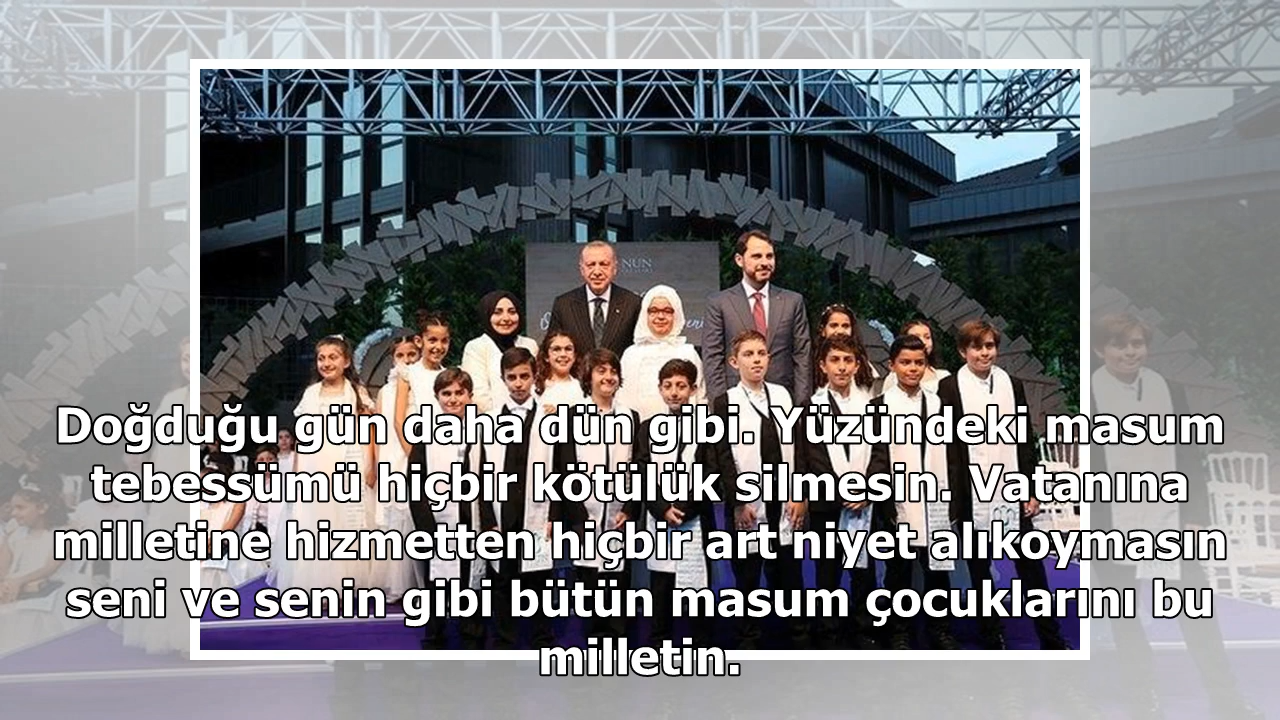 NUN
Doğduğu gün daha dün gibi. Yüzündeki masum
tebessümü hiçbir kötülük silmesin. Vatanına
milletine hizmetten hiçbir art niyet alıkoymasın
seni ve senin gibi bütün masum çocuklarını bu
milletin.